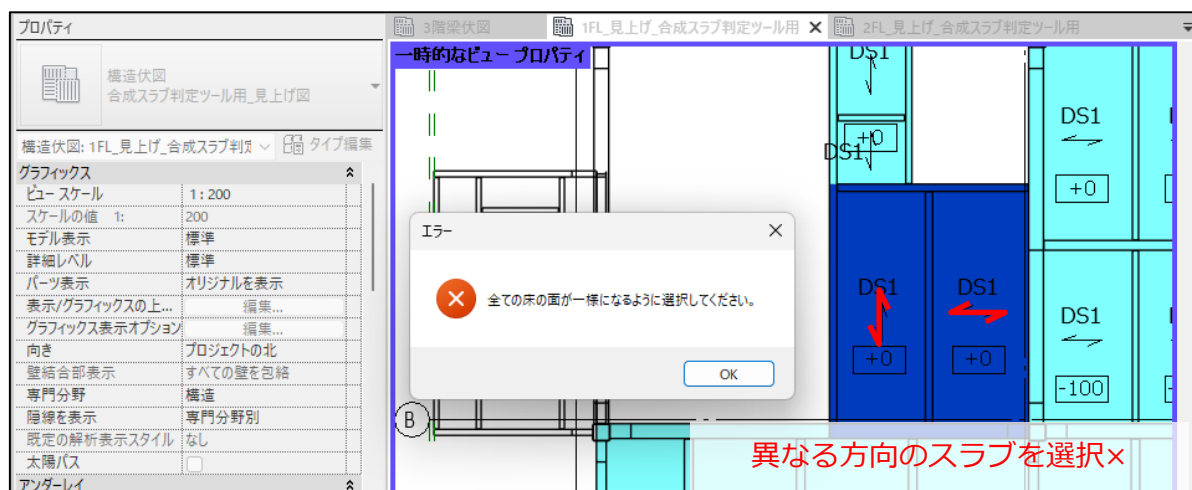 プロパティ
構造伏図
合成スラブ判定ツール用_見上げ図
構造伏図: 1FL_見上げ_合成スラブ判定
タイプ編集
グラフィックス
ビュー スケール 1 : 200
スケールの値 1: 200
モデル表示 標準
詳細レベル 標準
パーツ表示 オリジナルを表示
表示/グラフィックスの上... 編集...
グラフィックス表示オプション 編集...
向き プロジェクトの北
壁結合部表示 すべての壁を包絡
専門分野 構造
隠線を表示 専門分野別
既定の解析表示スタイル なし
太陽パス
アンダーレイ
3階梁伏図
1FL_見上げ_合成スラブ判定ツール用
2FL_見上げ_合成スラブ判定ツール用
一時的なビュー プロパティ
DS1
+0
DS1
DS1
+0
エラー
全ての床の面が一様になるように選択してください。
OK
DS1
+0
DS1
+0
DS1
-100
B
異なる方向のスラブを選択×